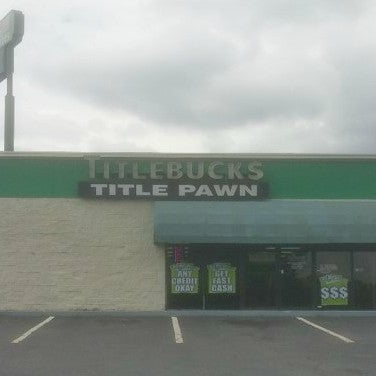 TITLEBUCKS
TITLE PAWN
ANY
CREDIT
OKAY
GET
FAST
CASH
$$$